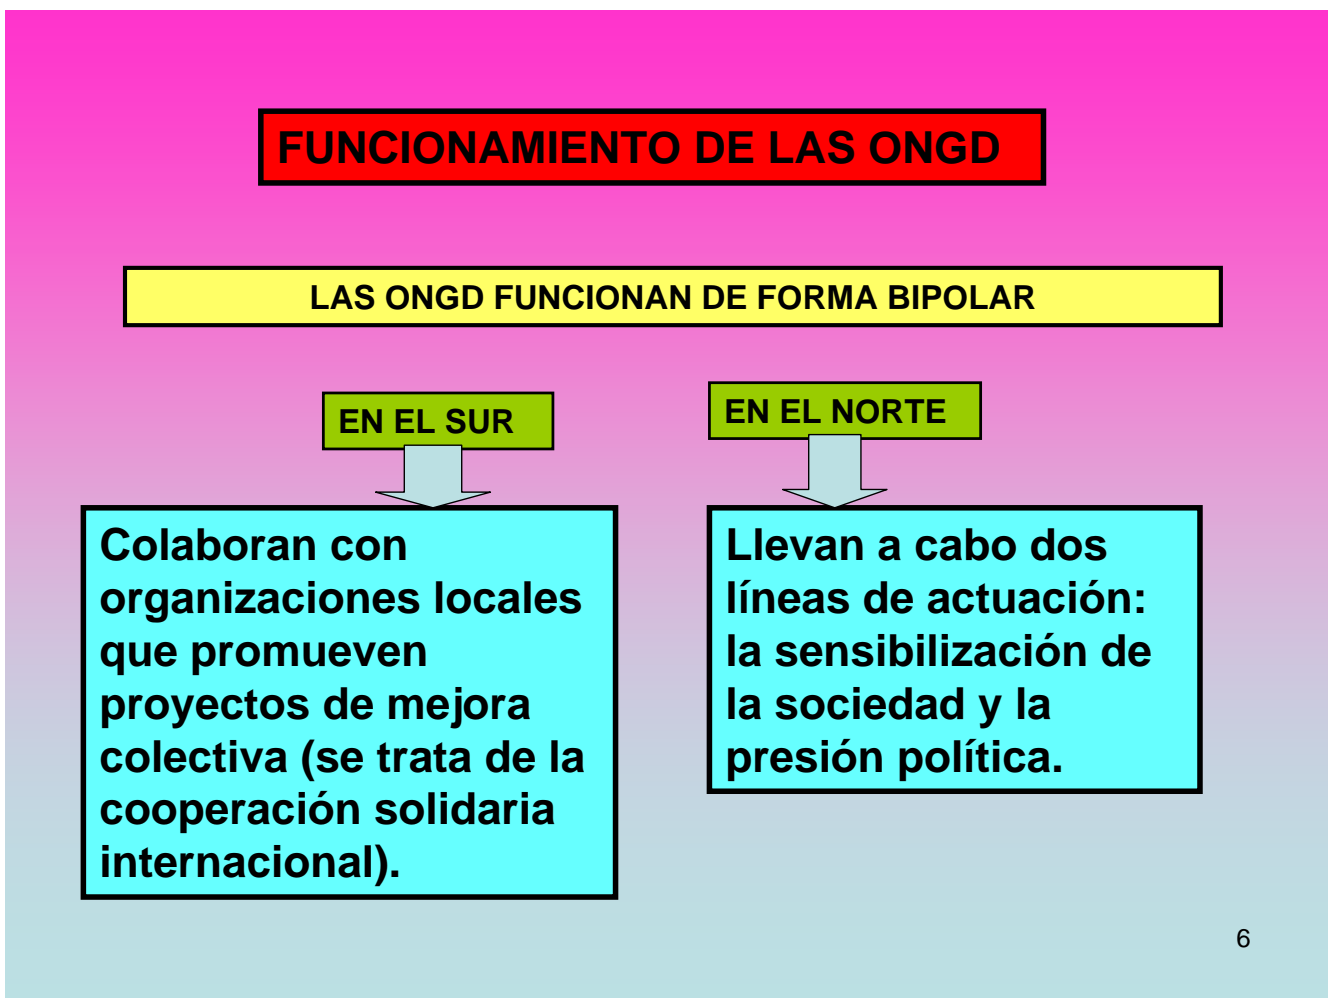 FUNCIONAMIENTO DE LAS ONGD
LAS ONGD FUNCIONAN DE FORMA BIPOLAR
EN EL SUR
Colaboran con
organizaciones locales
que promueven
proyectos de mejora
colectiva (se trata de la
cooperación solidaria
internacional).
EN EL NORTE
Llevan a cabo dos
líneas de actuación:
la sensibilización de
la sociedad y la
presión política.
6